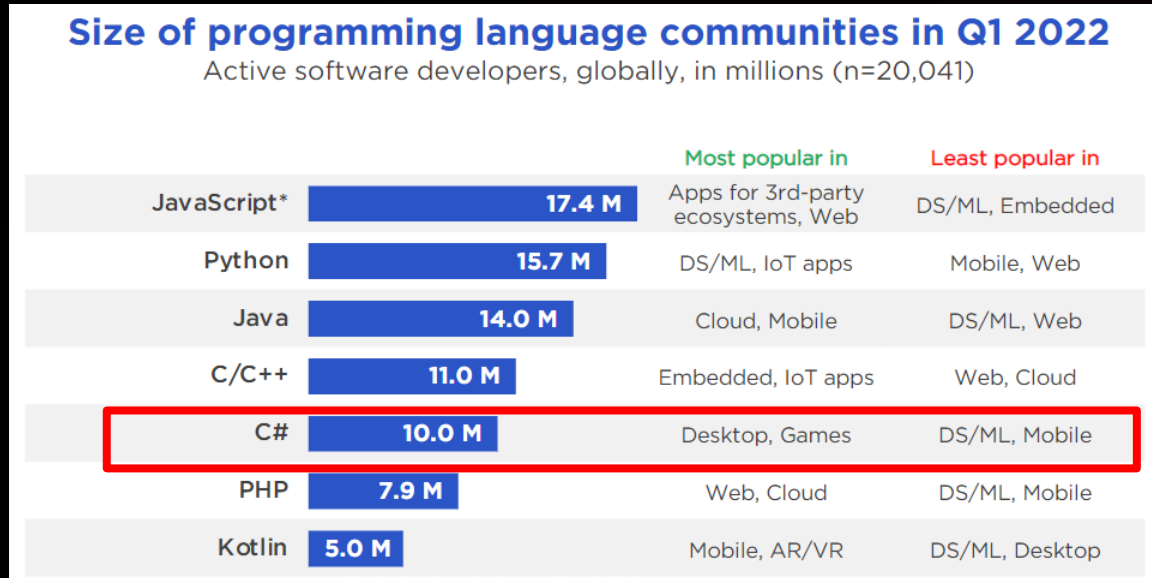 Size of programming language communities in Q1 2022
Active software developers, globally, in millions (n=20,041)
Most popular in Least popular in
JavaScript* 17.4 M Apps for 3rd-party ecosystems, Web DS/ML, Embedded
Python 15.7 M DS/ML, IoT apps Mobile, Web
Java 14.0 M Cloud, Mobile DS/ML, Web
C/C++ 11.0 M Embedded, IoT apps Web, Cloud
C# 10.0 M Desktop, Games DS/ML, Mobile
PHP 7.9 M Web, Cloud DS/ML, Mobile
Kotlin 5.0 M Mobile, AR/VR DS/ML, Desktop